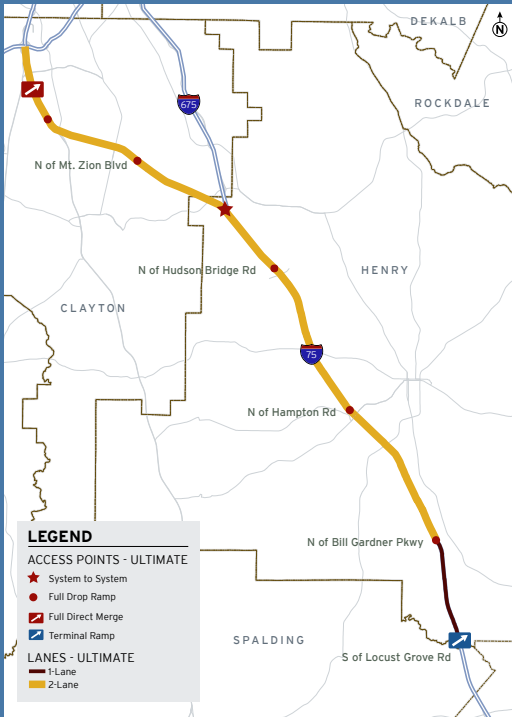 DEKALB
N
ROCKDALE
675
N of Mt. Zion Blvd
N of Hudson Bridge Rd
HENRY
CLAYTON
75
N of Hampton Rd
N of Bill Gardner Pkwy
SPALDING
S of Locust Grove Rd
LEGEND
ACCESS POINTS - ULTIMATE
System to System
Full Drop Ramp
Full Direct Merge
Terminal Ramp
LANES - ULTIMATE
1-Lane
2-Lane